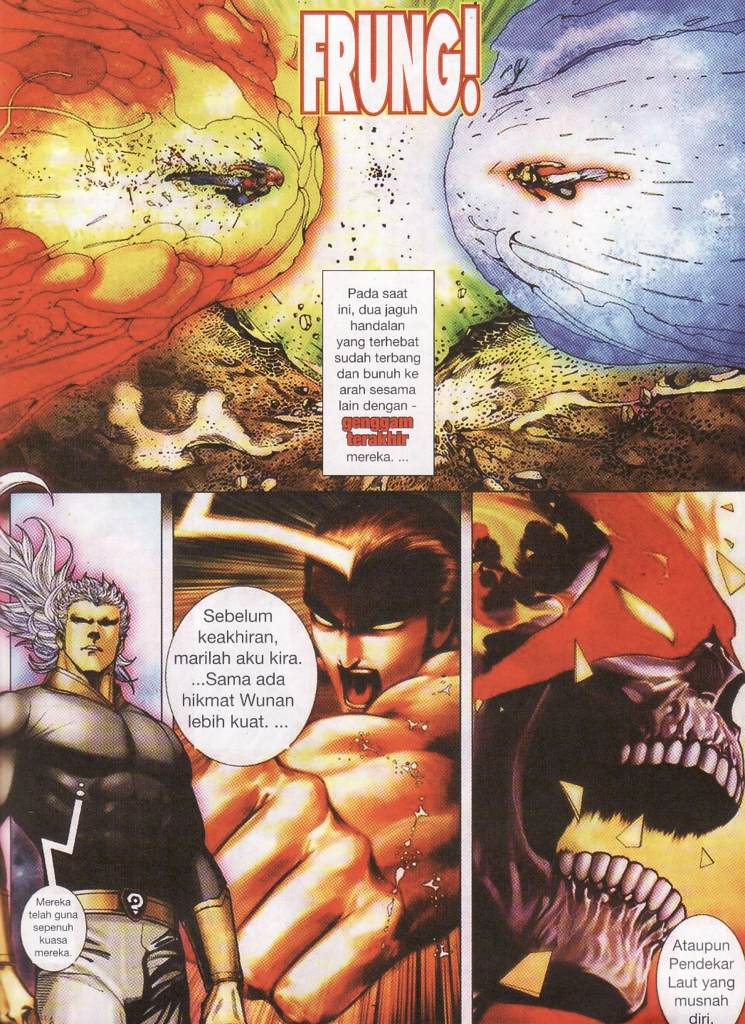 FRUNG!
Pada saat
ini, dua jaguh
handalan
yang terhebat
sudah terbang
dan bunuh ke
arah sesama
lain dengan -
genggam
terakhir
mereka. ...
Mereka
telah guna
sepenuh
kuasa
mereka.
Sebelum
keakhiran,
marilah aku kira.
...Sama ada
hikmat Wunan
lebih kuat. ...
Ataupun
Pendekar
Laut yang
musnah
diri.